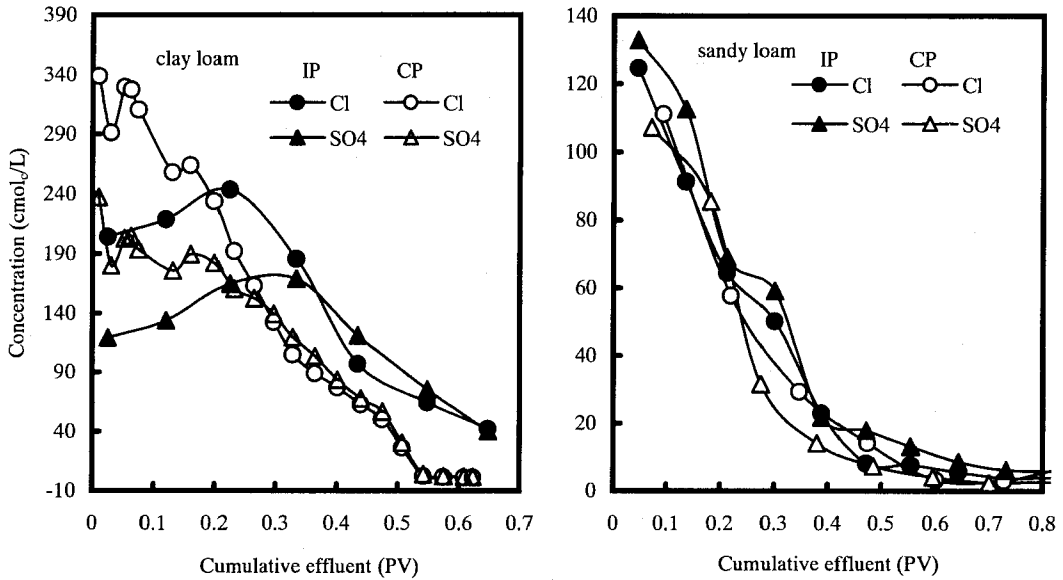 Concentration (cmolc/L)
390
340
290
240
190
140
90
40
-10
clay loam
IP CP
Cl Cl
SO4 SO4
0 0.1 0.2 0.3 0.4 0.5 0.6 0.7
Cumulative effluent (PV)
140
120
100
80
60
40
20
0
sandy loam
IP CP
Cl Cl
SO4 SO4
0 0.1 0.2 0.3 0.4 0.5 0.6 0.7 0.8
Cumulative effluent (PV)